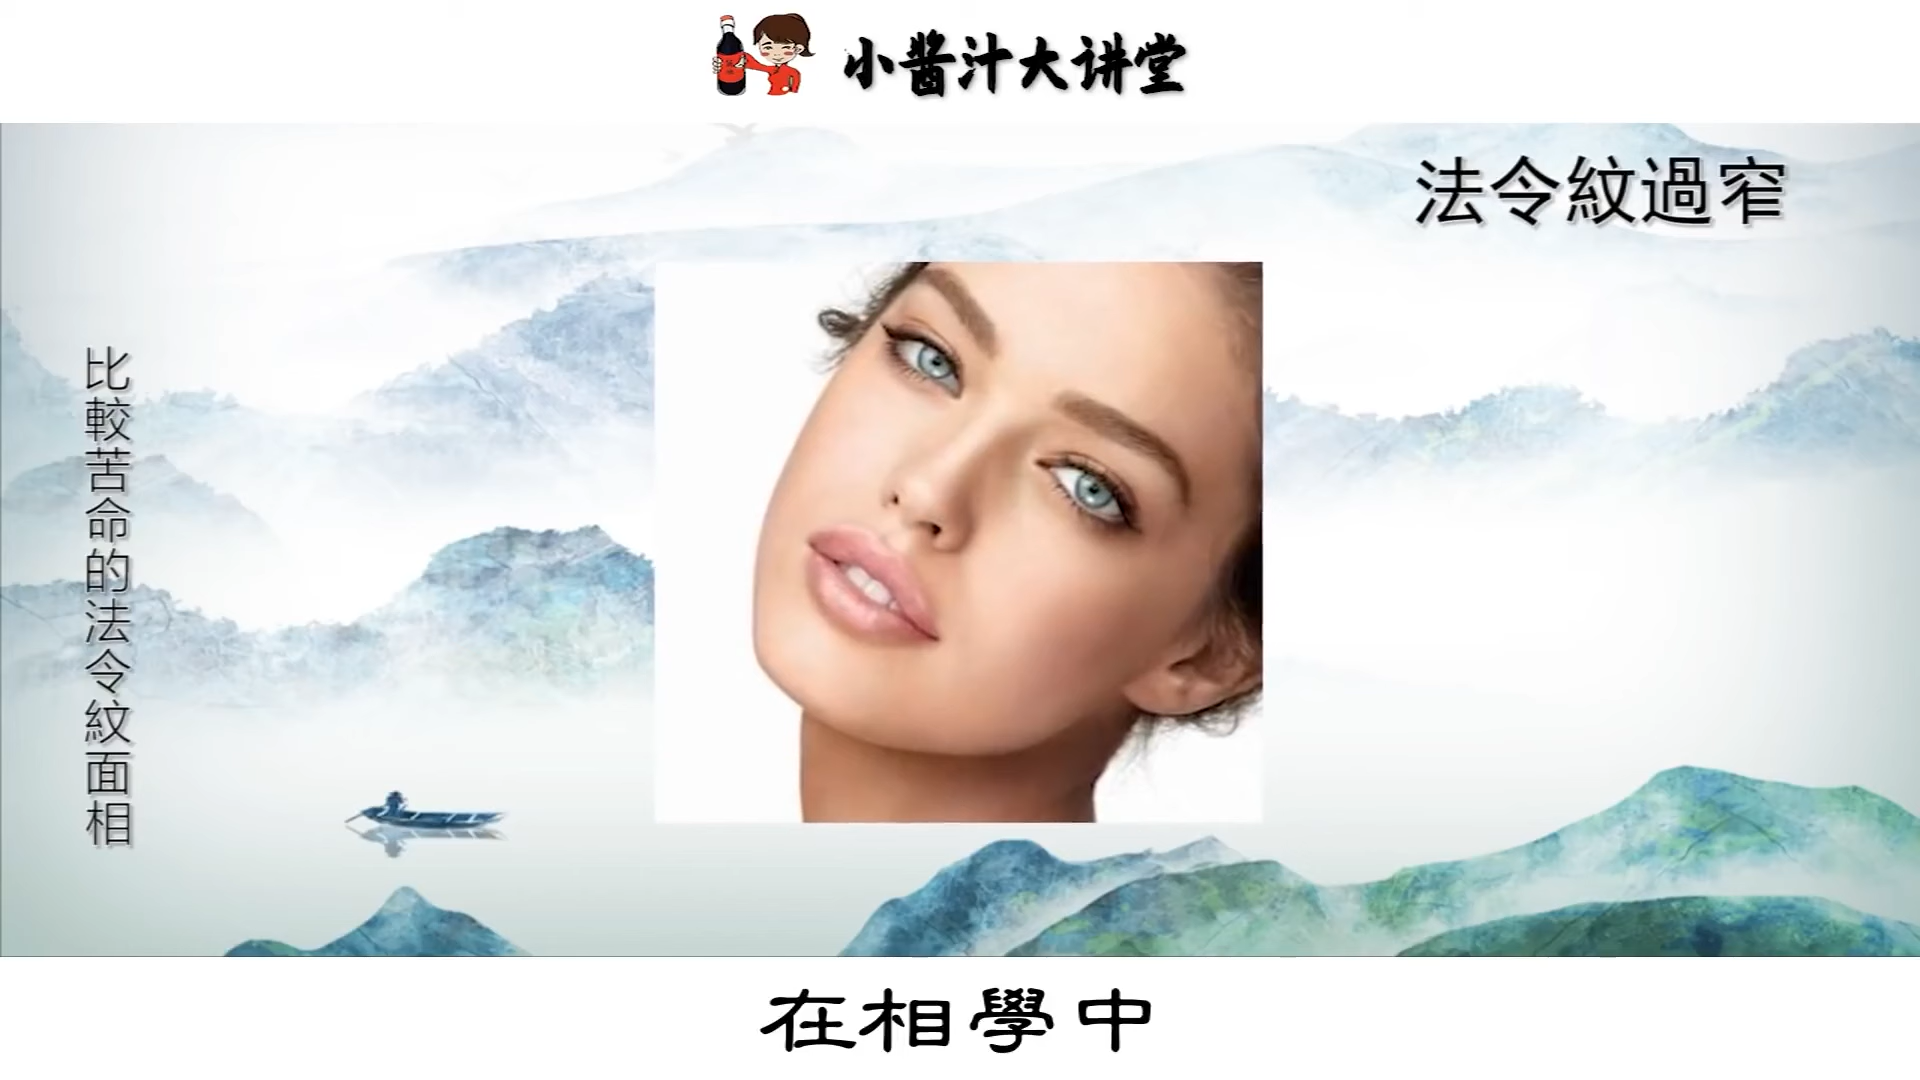 小酱汁大讲堂
法令紋過窄
比較苦命的法令紋面相
在相學中